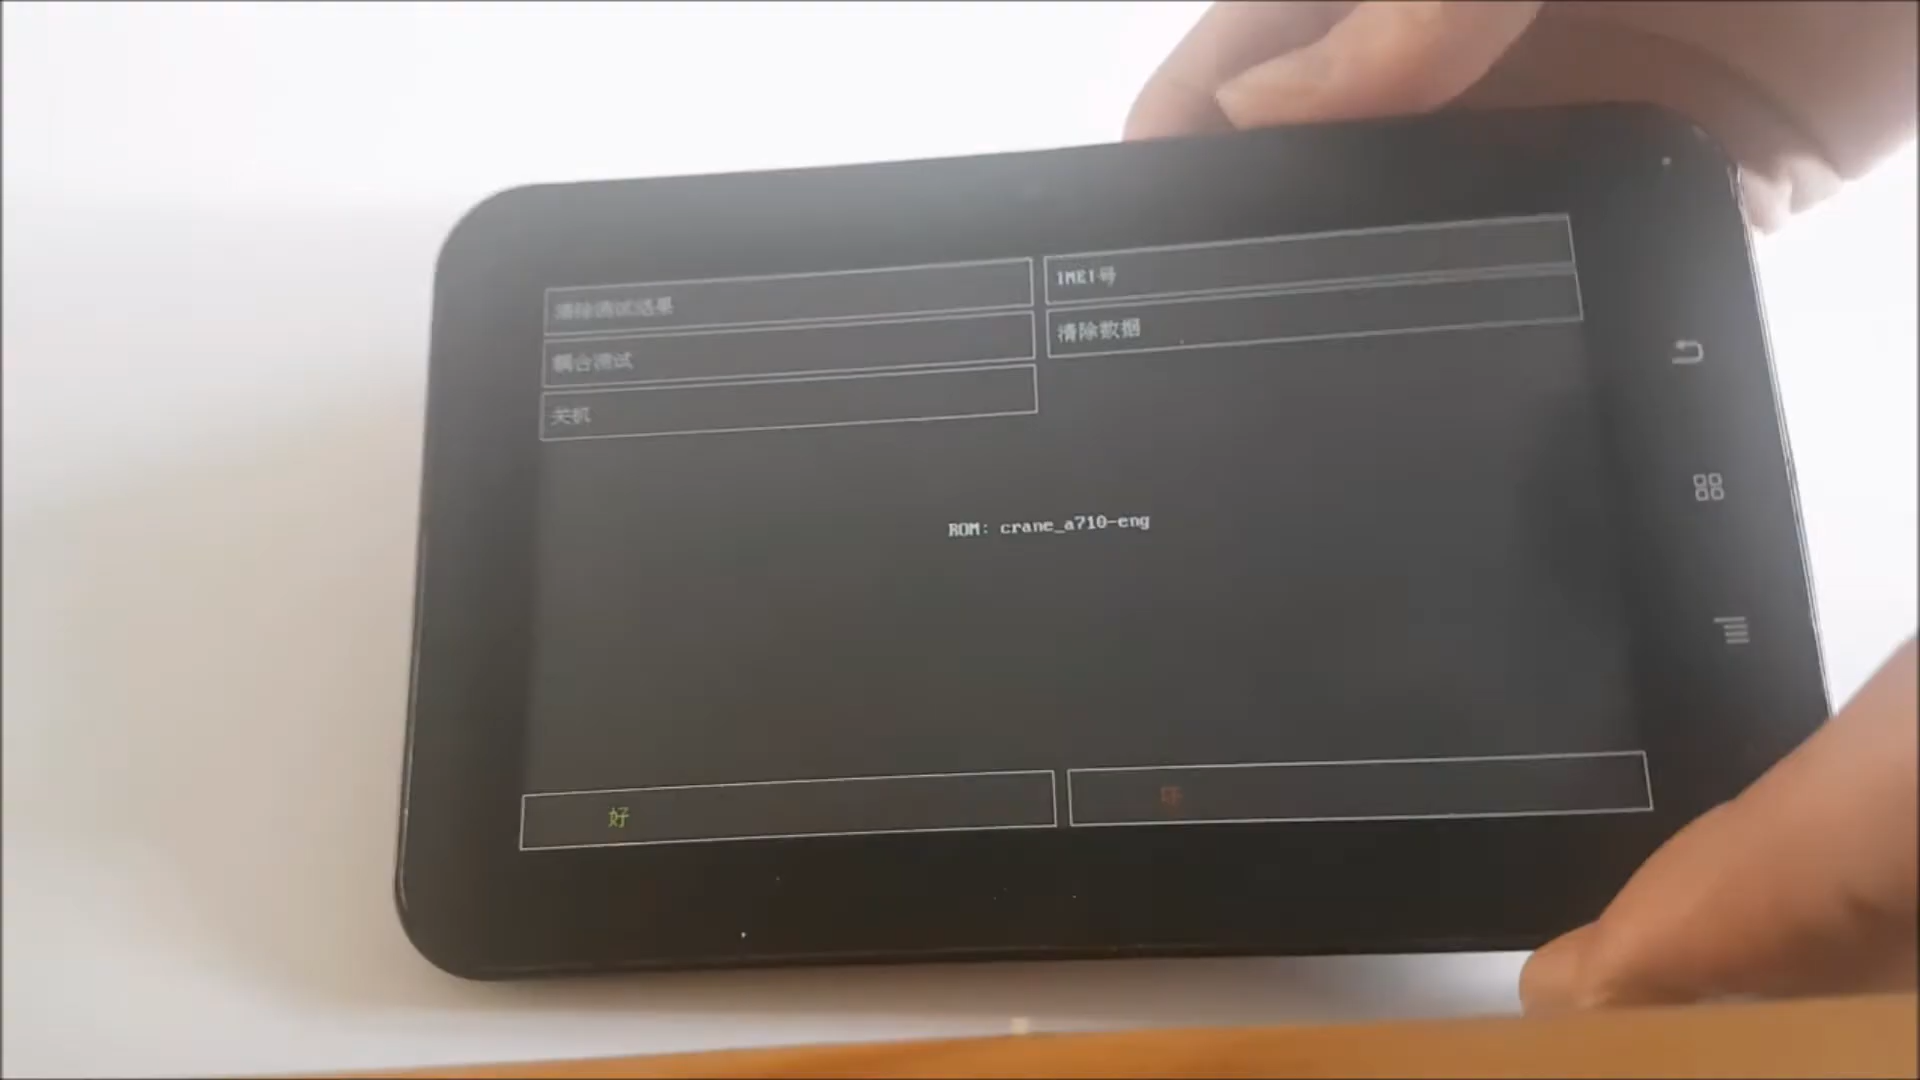 清除测试结果
IMEI号
耦合测试
清除数据
关机
ROM: crane_a710-eng
好
坏